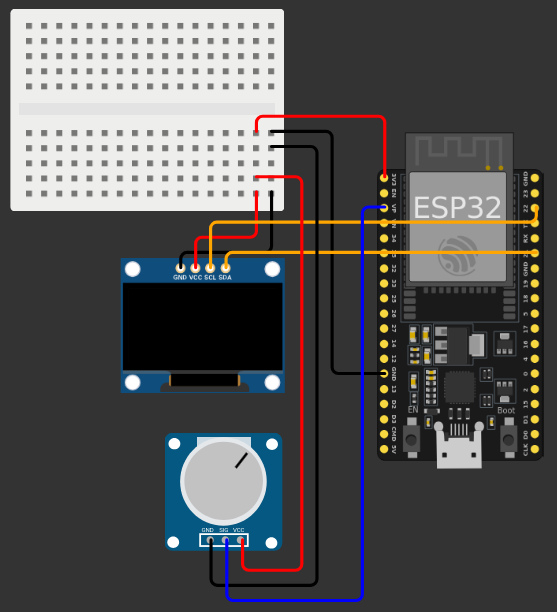 ESP32
3V3
EN
VP
VN
34
32
33
25
26
27
14
12
GND
13
D2
D3
CMD
5V
GND
23
22
TX
RX
21
GND
19
18
5
17
16
4
0
2
15
D1
D0
CLK
EN
Boot
GND VCC SCL SDA
GND SIG VCC